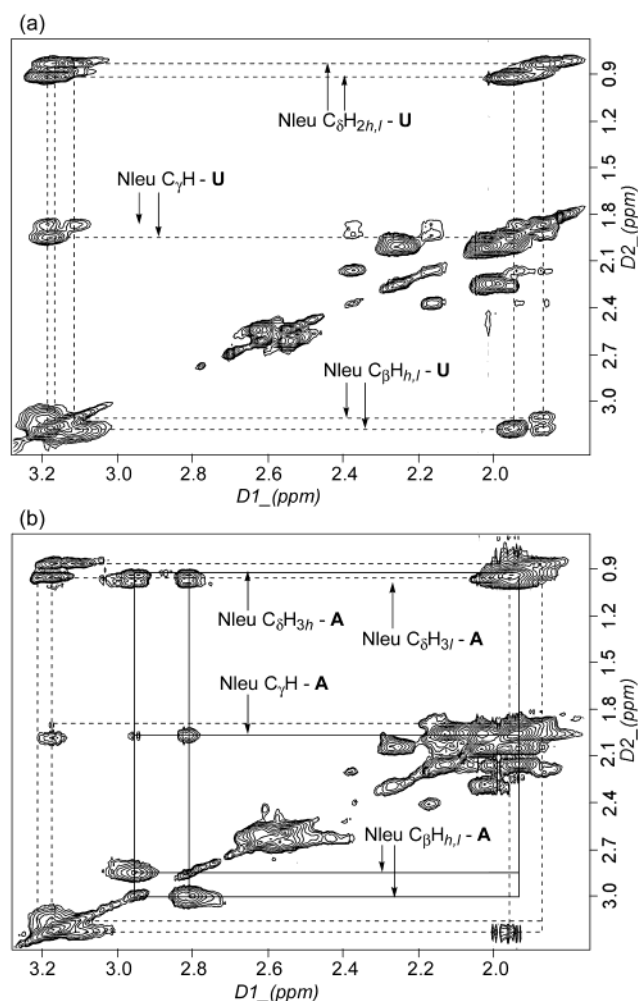 (a)
0.9
Nleu CδH2h,l - U
1.2
Nleu CγH - U
1.5
1.8
2.1
D2_(ppm)
2.4
2.7
Nleu CβHh,l - U
3.0
3.2 3.0 2.8 2.6 2.4 2.2 2.0
D1_(ppm)
(b)
0.9
Nleu CδH3h - A
Nleu CδH3l - A
1.2
1.5
Nleu CγH - A
1.8
2.1
D2_(ppm)
2.4
Nleu CβHh,l - A
2.7
3.0
3.2 3.0 2.8 2.6 2.4 2.2 2.0
D1_(ppm)